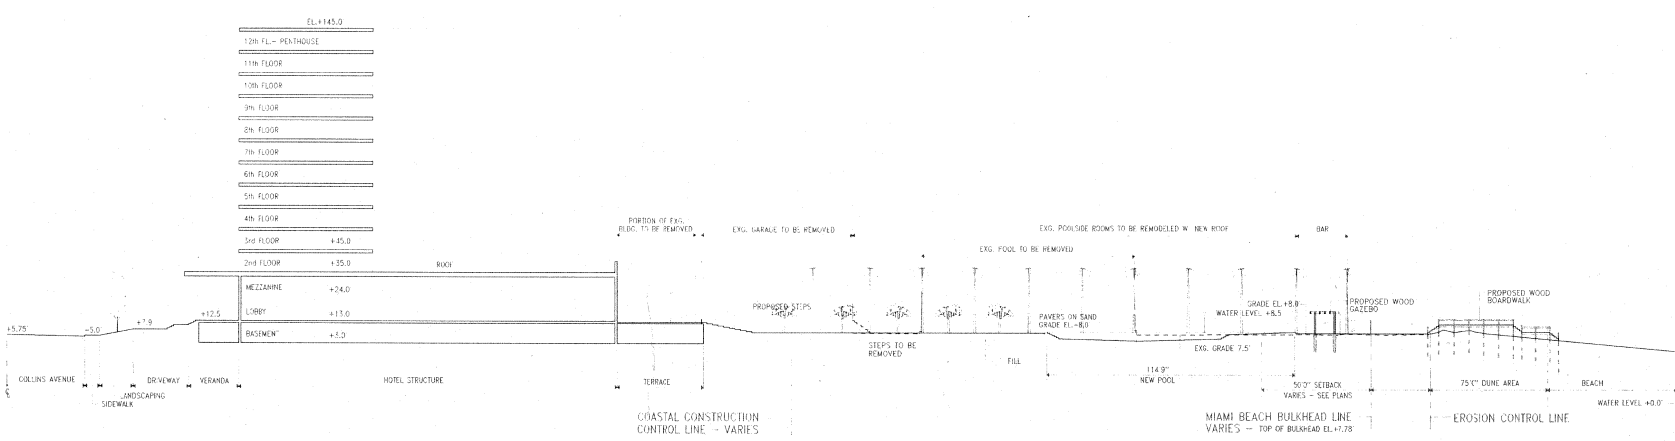 EL.+145.0
12th FL.- PENTHOUSE
11th FLOOR
10th FLOOR
9th FLOOR
8th FLOOR
7th FLOOR
6th FLOOR
5th FLOOR
4th FLOOR
3rd FLOOR +45.0
2nd FLOOR +35.0 ROOF
MEZZANINE +24.0
LOBBY +13.0
BASEMENT +3.0
+5.75
-5.0
+7.9
+12.5
PORTION OF EXG.
BLDG. TO BE REMOVED
EXG. GARAGE TO BE REMOVED
EXG. POOLSIDE ROOMS TO BE REMODELED W. NEW ROOF
BAR
EXG. POOL TO BE REMOVED
PROPOSED STEPS
STEPS TO BE
REMOVED
FILL
PAVERS ON SAND
GRADE EL.-8.0
GRADE EL.+8.0
WATER LEVEL +8.5
EXG. GRADE 7.5'
PROPOSED WOOD
GAZEBO
PROPOSED WOOD
BOARDWALK
COLLINS AVENUE
SIDEWALK
LANDSCAPING
DRIVEWAY
VERANDA
HOTEL STRUCTURE
TERRACE
114'9"
NEW POOL
50'0" SETBACK
VARIES - SEE PLANS
75'0" DUNE AREA
BEACH
WATER LEVEL +0.0'
COASTAL CONSTRUCTION
CONTROL LINE - VARIES
MIAMI BEACH BULKHEAD LINE
VARIES - TOP OF BULKHEAD EL.+7.78'
EROSION CONTROL LINE